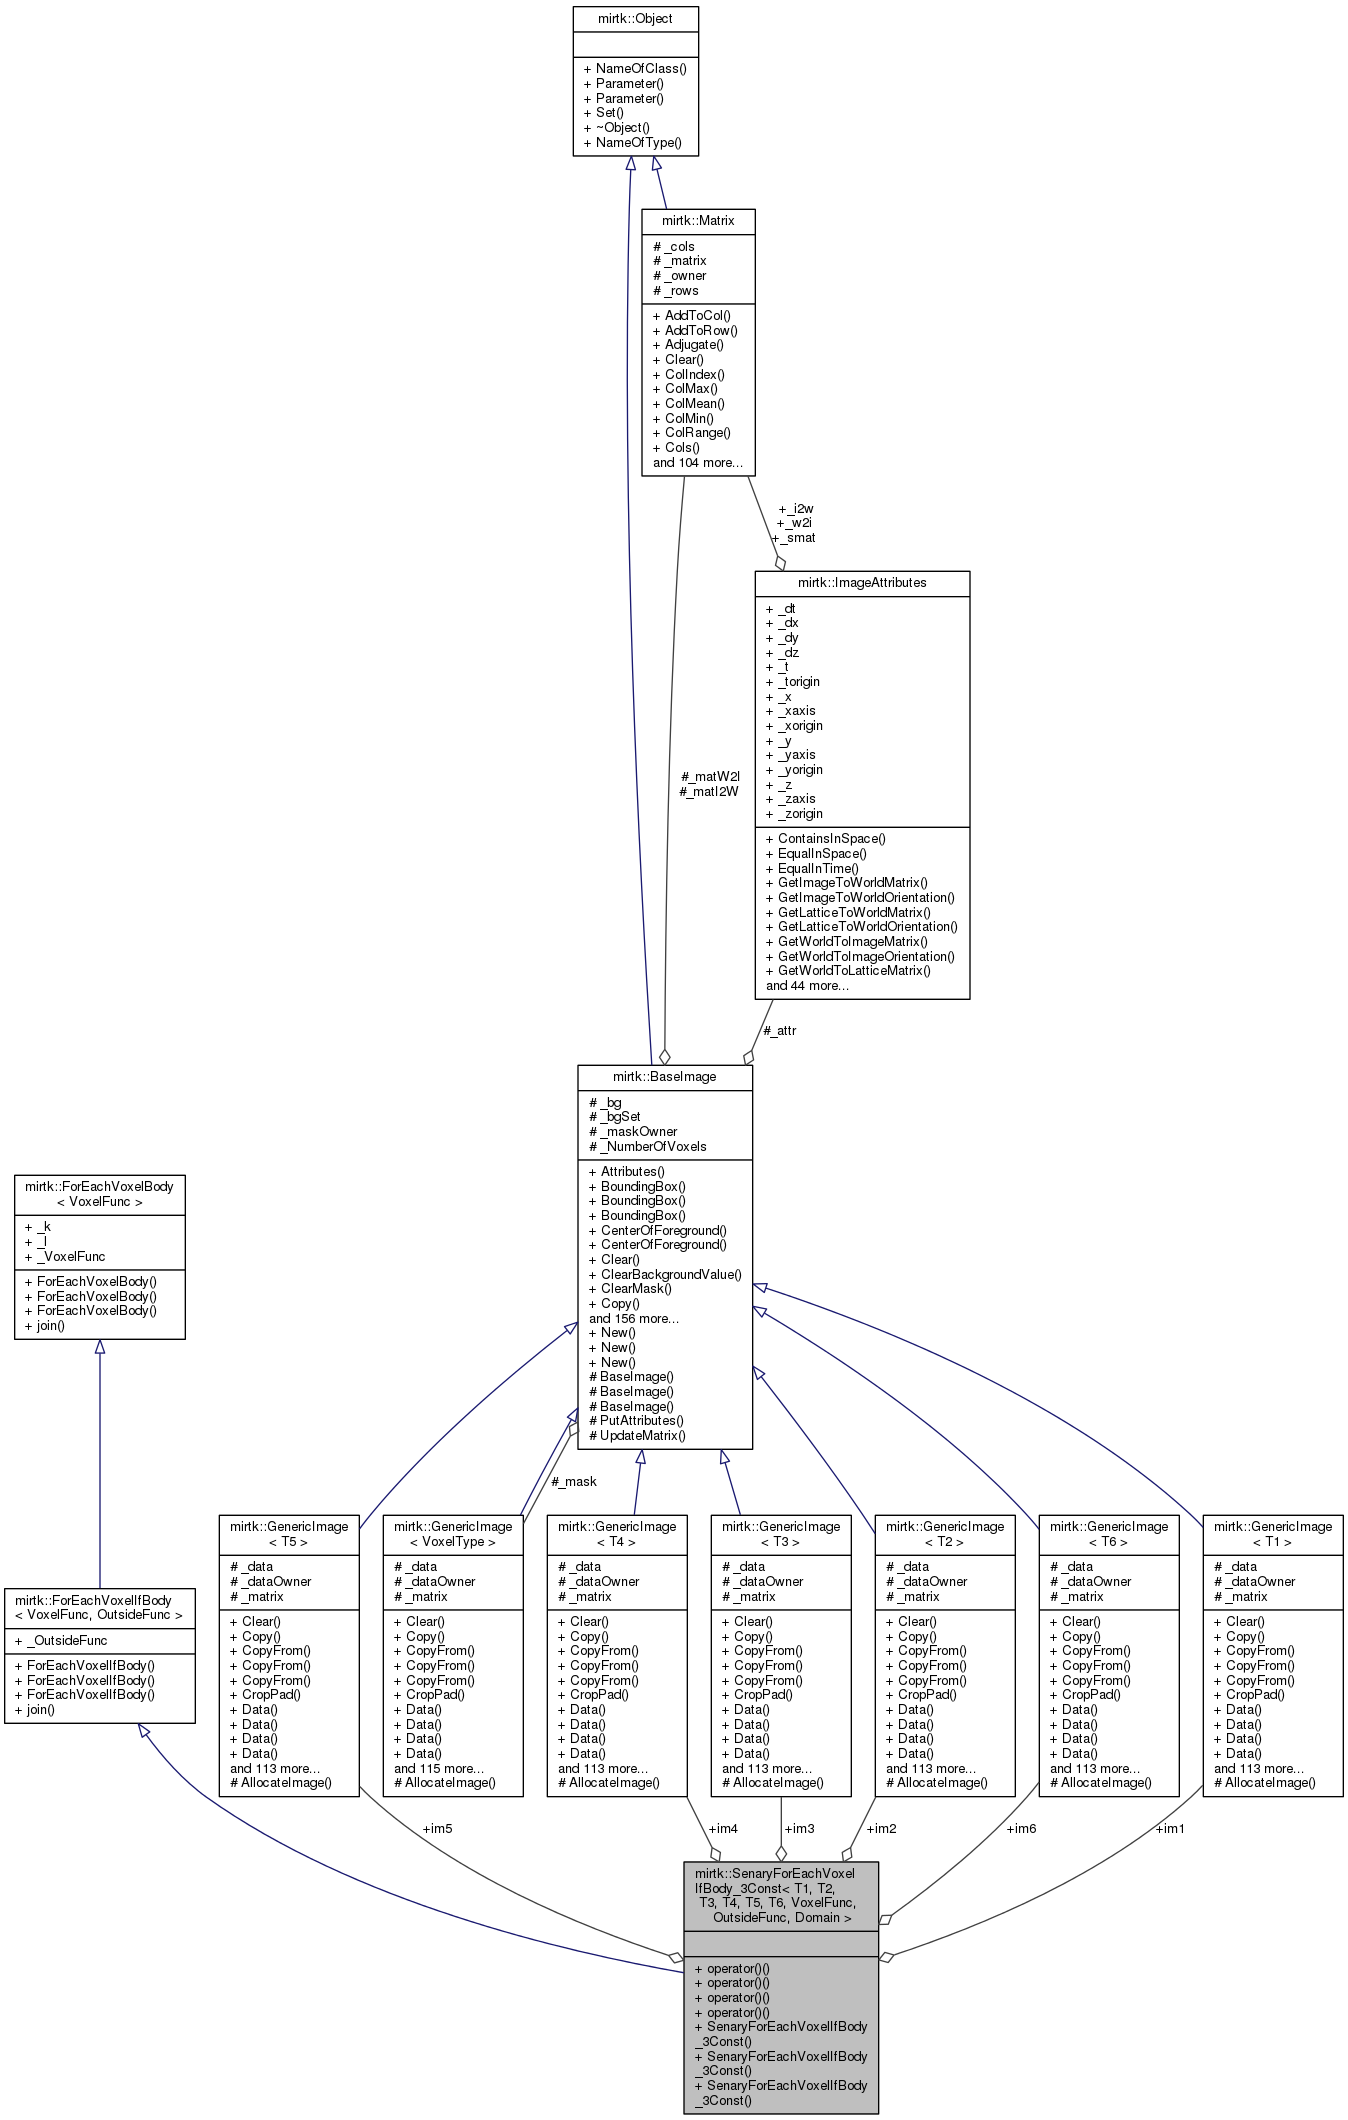 mirtk::Object
+ NameOfClass()
+ Parameter()
+ Parameter()
+ Set()
+ ~Object()
+ NameOfType()
mirtk::Matrix
# _cols
# _matrix
# _owner
# _rows
+ AddToCol()
+ AddToRow()
+ Adjugate()
+ Clear()
+ ColIndex()
+ ColMax()
+ ColMean()
+ ColMin()
+ ColRange()
+ Cols()
and 104 more...
+_i2w
+_w2i
+_smat
mirtk::ImageAttributes
+ _dt
+ _dx
+ _dy
+ _dz
+ _t
+ _torigin
+ _x
+ _xaxis
+ _xorigin
+ _y
+ _yaxis
+ _yorigin
+ _z
+ _zaxis
+ _zorigin
+ ContainsInSpace()
+ EqualInSpace()
+ EqualInTime()
+ GetImageToWorldMatrix()
+ GetImageToWorldOrientation()
+ GetLatticeToWorldMatrix()
+ GetLatticeToWorldOrientation()
+ GetWorldToImageMatrix()
+ GetWorldToImageOrientation()
+ GetWorldToLatticeMatrix()
and 44 more...
#_matW2I
#_matI2W
#_attr
mirtk::BaseImage
# _bg
# _bgSet
# _maskOwner
# _NumberOfVoxels
+ Attributes()
+ BoundingBox()
+ BoundingBox()
+ BoundingBox()
+ CenterOfForeground()
+ CenterOfForeground()
+ Clear()
+ ClearBackgroundValue()
+ ClearMask()
+ Copy()
and 156 more...
+ New()
+ New()
+ New()
# BaseImage()
# BaseImage()
# BaseImage()
# PutAttributes()
# UpdateMatrix()
mirtk::ForEachVoxelBody
< VoxelFunc >
+ _k
+ _l
+ _VoxelFunc
+ ForEachVoxelBody()
+ ForEachVoxelBody()
+ ForEachVoxelBody()
+ join()
#_mask
mirtk::ForEachVoxelIfBody
< VoxelFunc, OutsideFunc >
+ _OutsideFunc
+ ForEachVoxelIfBody()
+ ForEachVoxelIfBody()
+ ForEachVoxelIfBody()
+ join()
mirtk::GenericImage
< T5 >
# _data
# _dataOwner
# _matrix
+ Clear()
+ Copy()
+ CopyFrom()
+ CopyFrom()
+ CopyFrom()
+ CropPad()
+ Data()
+ Data()
+ Data()
+ Data()
and 113 more...
# AllocateImage()
mirtk::GenericImage
< VoxelType >
# _data
# _dataOwner
# _matrix
+ Clear()
+ Copy()
+ CopyFrom()
+ CopyFrom()
+ CopyFrom()
+ CropPad()
+ Data()
+ Data()
+ Data()
+ Data()
and 115 more...
# AllocateImage()
mirtk::GenericImage
< T4 >
# _data
# _dataOwner
# _matrix
+ Clear()
+ Copy()
+ CopyFrom()
+ CopyFrom()
+ CopyFrom()
+ CropPad()
+ Data()
+ Data()
+ Data()
+ Data()
and 113 more...
# AllocateImage()
mirtk::GenericImage
< T3 >
# _data
# _dataOwner
# _matrix
+ Clear()
+ Copy()
+ CopyFrom()
+ CopyFrom()
+ CopyFrom()
+ CropPad()
+ Data()
+ Data()
+ Data()
+ Data()
and 113 more...
# AllocateImage()
mirtk::GenericImage
< T2 >
# _data
# _dataOwner
# _matrix
+ Clear()
+ Copy()
+ CopyFrom()
+ CopyFrom()
+ CopyFrom()
+ CropPad()
+ Data()
+ Data()
+ Data()
+ Data()
and 113 more...
# AllocateImage()
mirtk::GenericImage
< T6 >
# _data
# _dataOwner
# _matrix
+ Clear()
+ Copy()
+ CopyFrom()
+ CopyFrom()
+ CopyFrom()
+ CropPad()
+ Data()
+ Data()
+ Data()
+ Data()
and 113 more...
# AllocateImage()
mirtk::GenericImage
< T1 >
# _data
# _dataOwner
# _matrix
+ Clear()
+ Copy()
+ CopyFrom()
+ CopyFrom()
+ CopyFrom()
+ CropPad()
+ Data()
+ Data()
+ Data()
+ Data()
and 113 more...
# AllocateImage()
+im5
+im4
+im3
+im2
+im6
+im1
mirtk::SenaryForEachVoxel
IfBody_3Const< T1, T2,
T3, T4, T5, T6, VoxelFunc,
OutsideFunc, Domain >
+ operator()()
+ operator()()
+ operator()()
+ operator()()
+ SenaryForEachVoxelIfBody
_3Const()
+ SenaryForEachVoxelIfBody
_3Const()
+ SenaryForEachVoxelIfBody
_3Const()